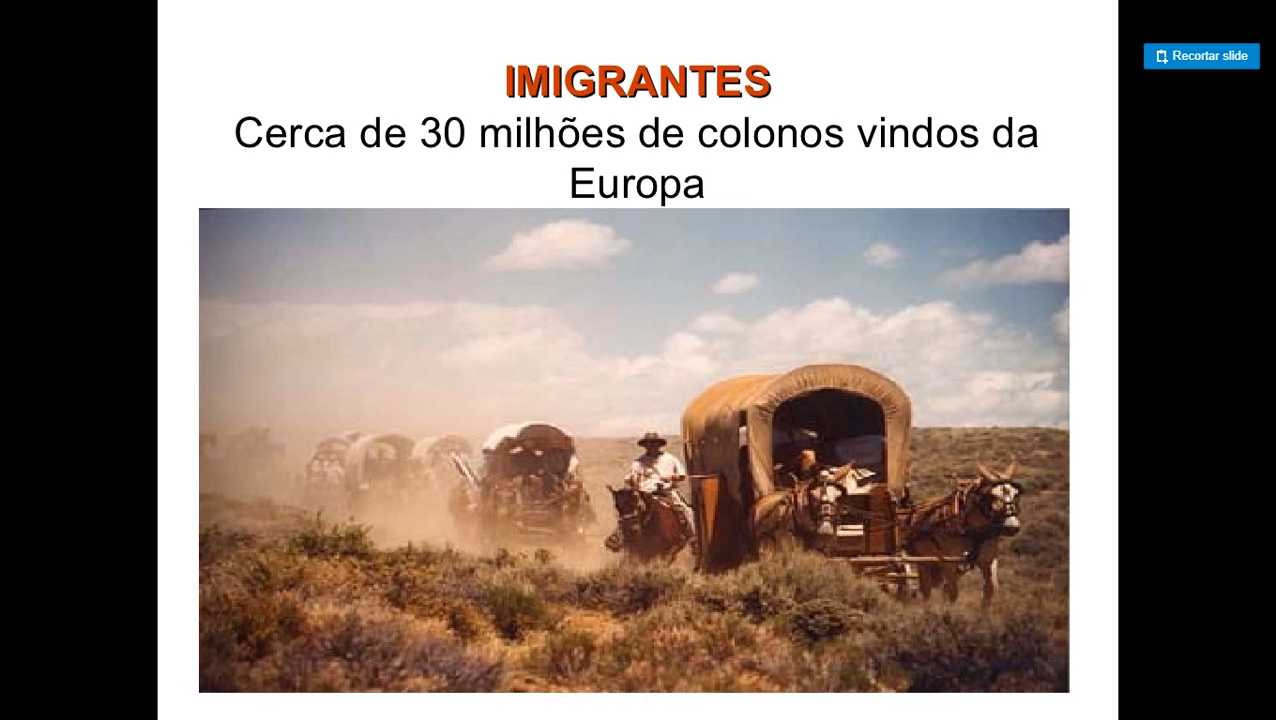 Recortar slide
IMIGRANTES
Cerca de 30 milhões de colonos vindos da
Europa